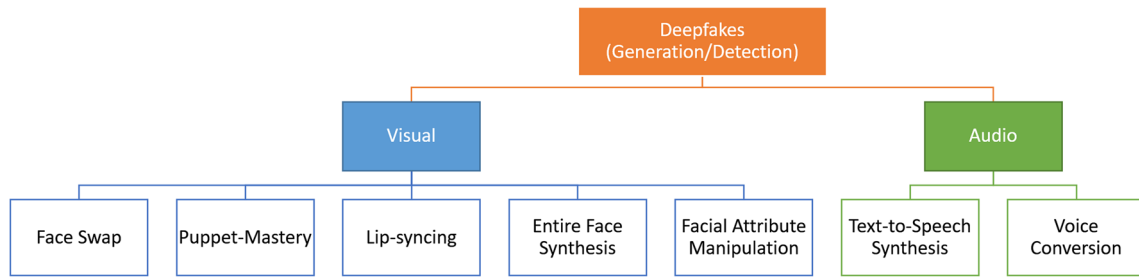 Deepfakes
(Generation/Detection)
Visual
Audio
Face Swap
Puppet-Mastery
Lip-syncing
Entire Face
Synthesis
Facial Attribute
Manipulation
Text-to-Speech
Synthesis
Voice
Conversion